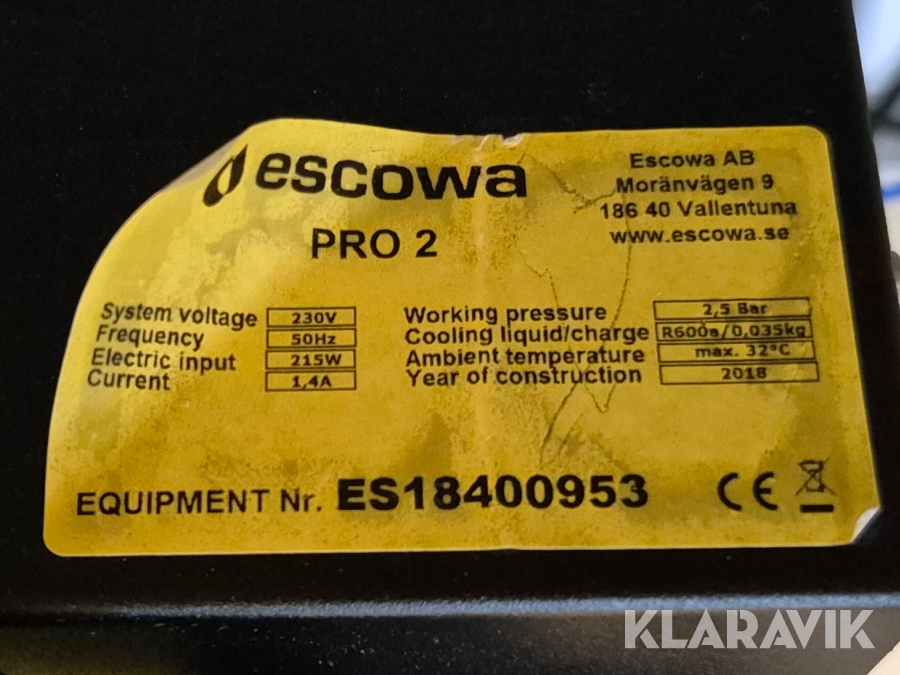 escowa
PRO 2
Escowa AB
Moränvägen 9
186 40 Vallentuna
www.escowa.se
System voltage 230V
Frequency 50Hz
Electric input 215W
Current 1,4A
Working pressure 2,5 Bar
Cooling liquid/charge R600a/0,035kg
Ambient temperature max. 32°C
Year of construction 2018
EQUIPMENT Nr. ES18400953
CE
KLARAVIK